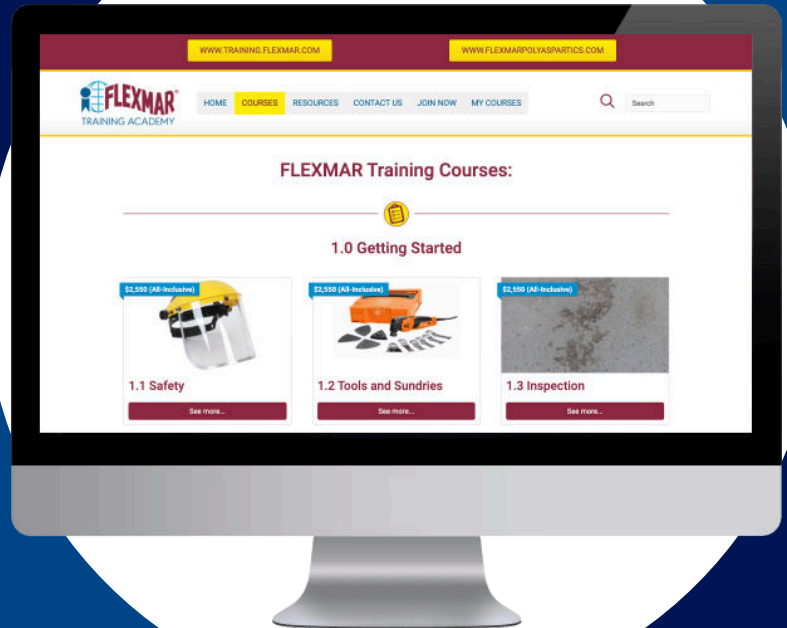 WWW.TRAINING.FLEXMAR.COM
WWW.FLEXMARPOLYASPARTICS.COM
FLEXMAR®
TRAINING ACADEMY
HOME COURSES RESOURCES CONTACT US JOIN NOW MY COURSES
Search
FLEXMAR Training Courses:
1.0 Getting Started
$2,550 (All-Inclusive)
$2,550 (All-Inclusive)
$2,550 (All-Inclusive)
1.1 Safety
1.2 Tools and Sundries
1.3 Inspection
See more...
See more...
See more...